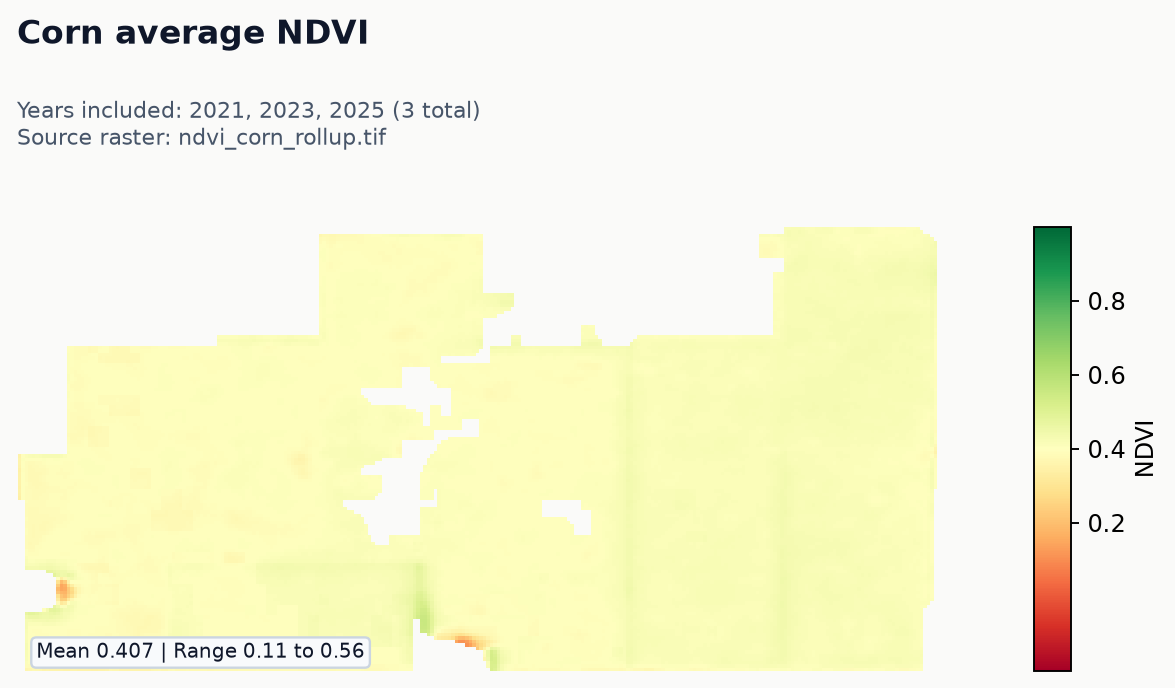 Corn average NDVI
Years included: 2021, 2023, 2025 (3 total)
Source raster: ndvi_corn_rollup.tif
0.8
0.6
0.4
0.2
NDVI
Mean 0.407 | Range 0.11 to 0.56